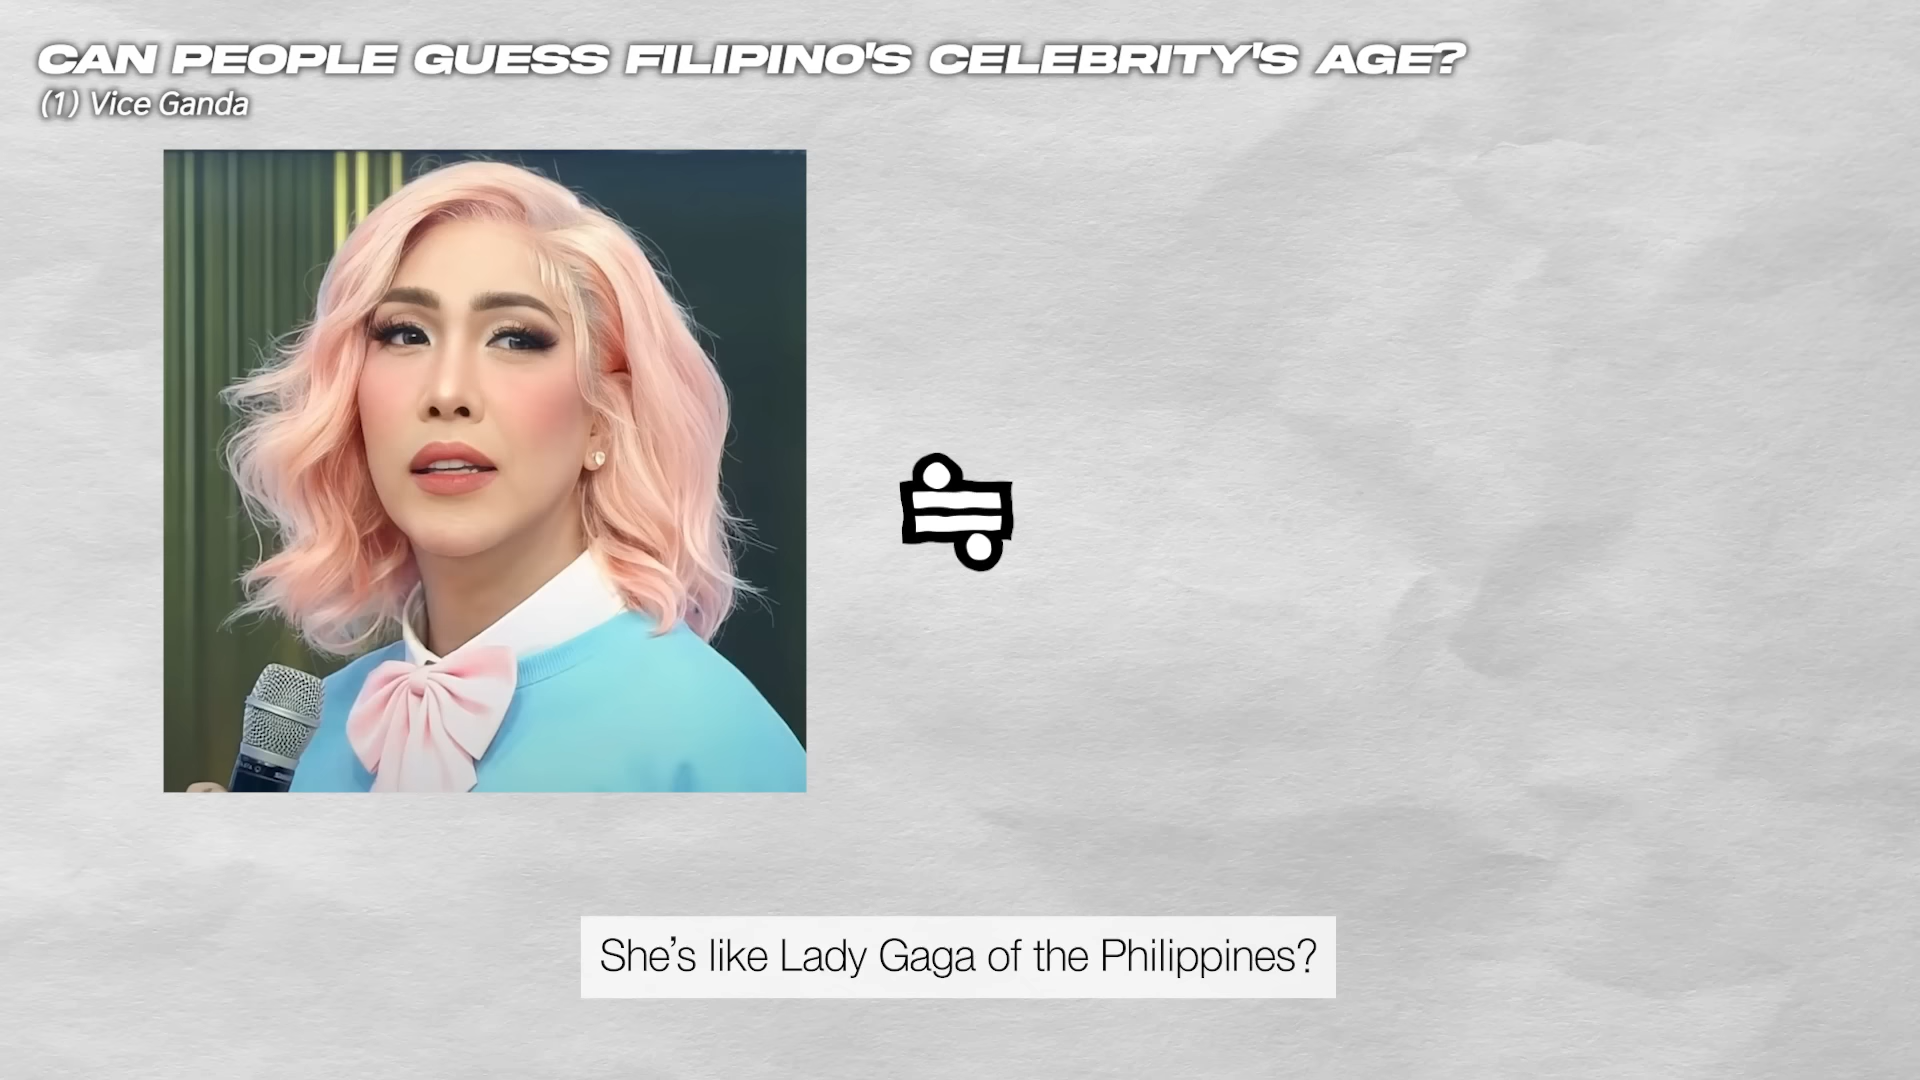 CAN PEOPLE GUESS FILIPINO'S CELEBRITY'S AGE?
(1) Vice Ganda
She's like Lady Gaga of the Philippines?